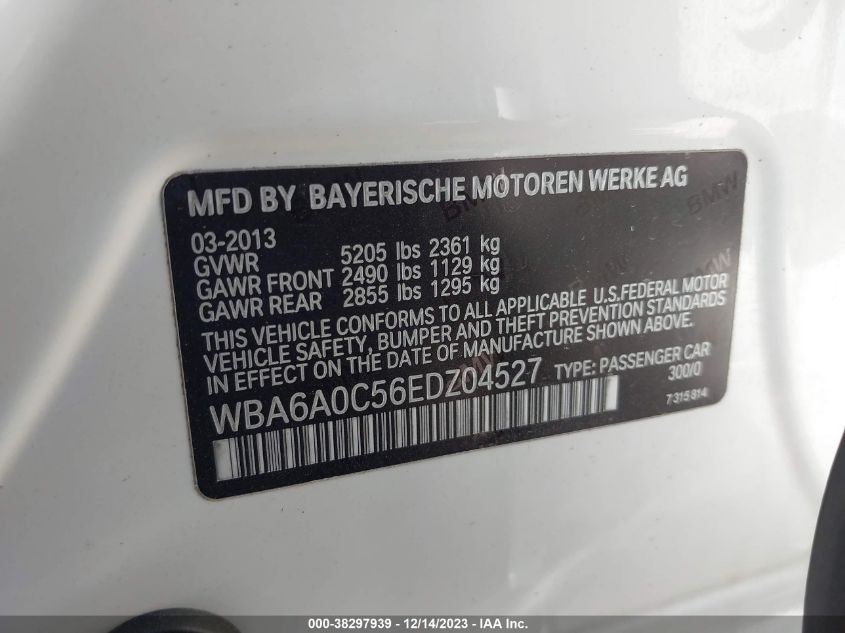 MFD BY BAYERISCHE MOTOREN WERKE AG
03-2013
GVWR 5205 lbs 2361 kg
GAWR FRONT 2490 lbs 1129 kg
GAWR REAR 2855 lbs 1295 kg
THIS VEHICLE CONFORMS TO ALL APPLICABLE U.S.FEDERAL MOTOR
VEHICLE SAFETY, BUMPER AND THEFT PREVENTION STANDARDS
IN EFFECT ON THE DATE OF MANUFACTURE SHOWN ABOVE.
WBA6A0C56EDZ04527 TYPE: PASSENGER CAR
300/0
7 315 814
000-38297939 - 12/14/2023 - IAA Inc.